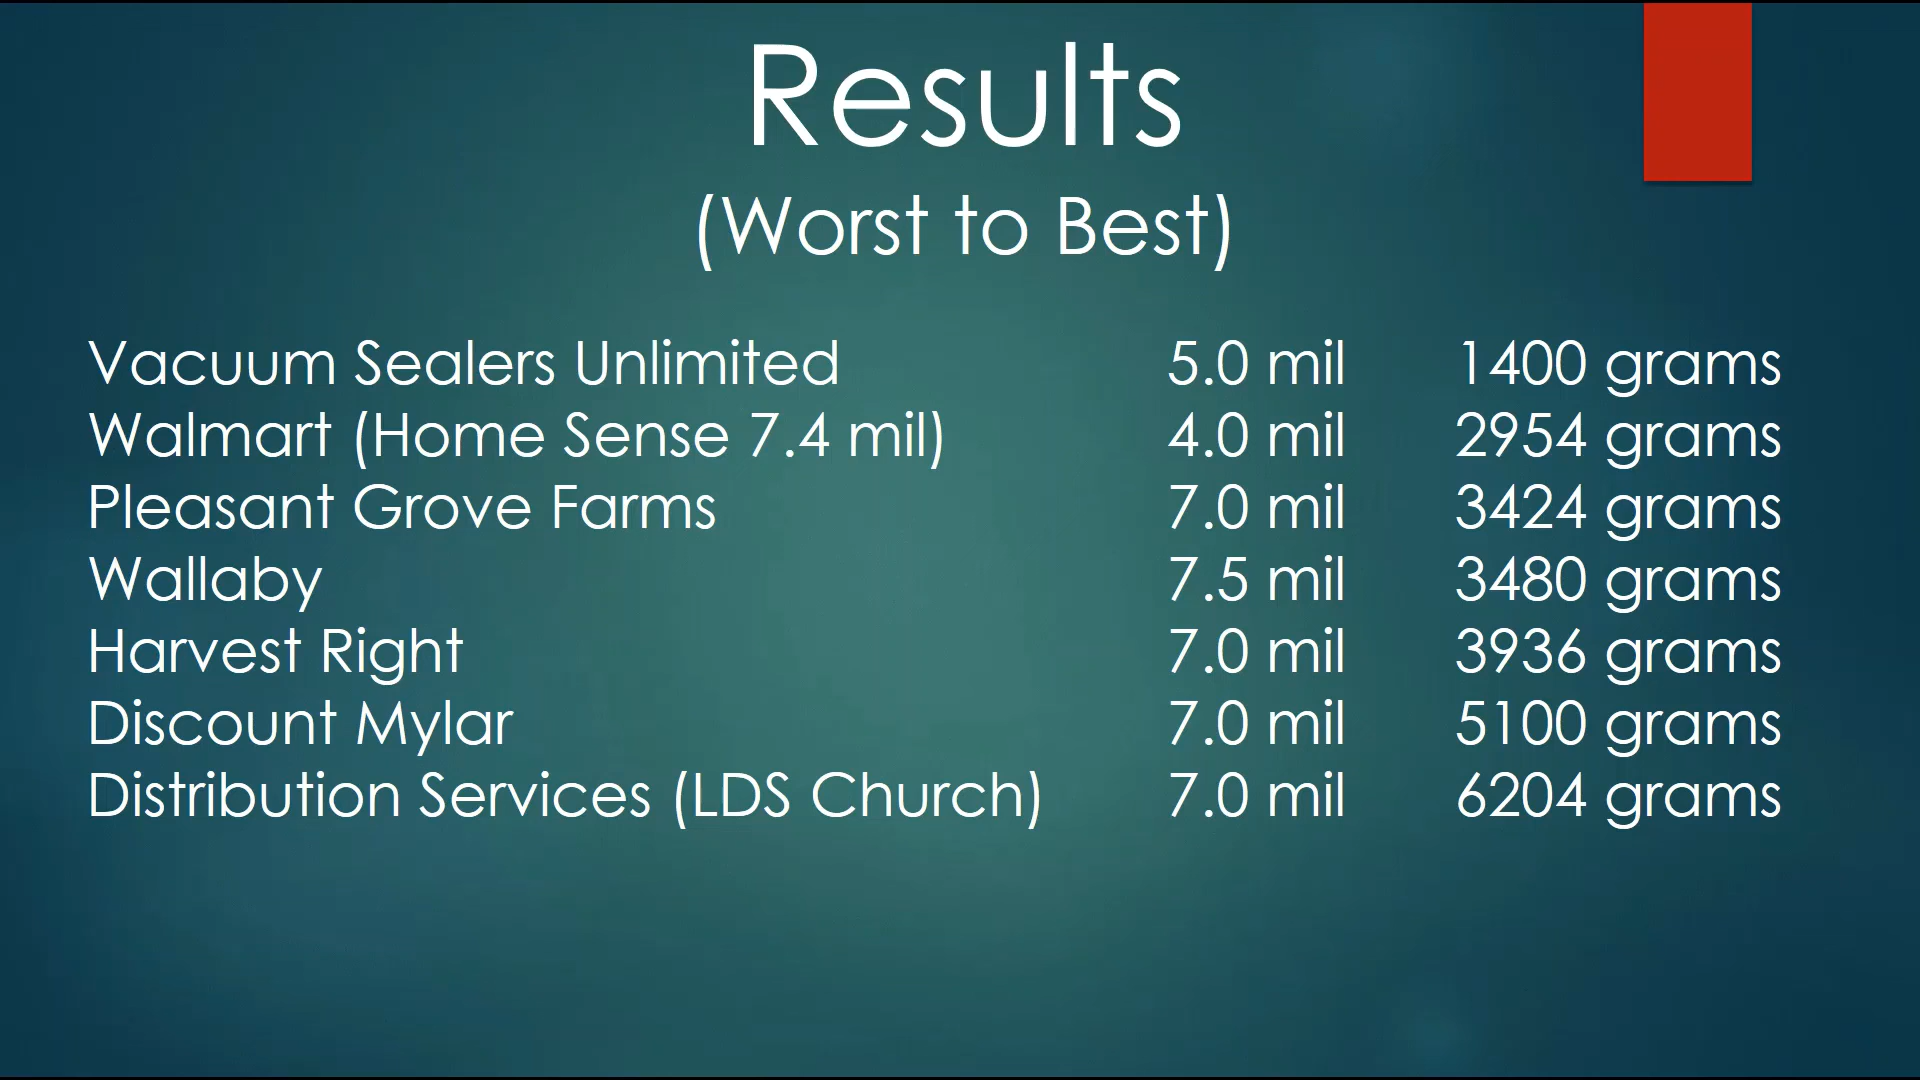 Results
(Worst to Best)
Vacuum Sealers Unlimited 5.0 mil 1400 grams
Walmart (Home Sense 7.4 mil) 4.0 mil 2954 grams
Pleasant Grove Farms 7.0 mil 3424 grams
Wallaby 7.5 mil 3480 grams
Harvest Right 7.0 mil 3936 grams
Discount Mylar 7.0 mil 5100 grams
Distribution Services (LDS Church) 7.0 mil 6204 grams